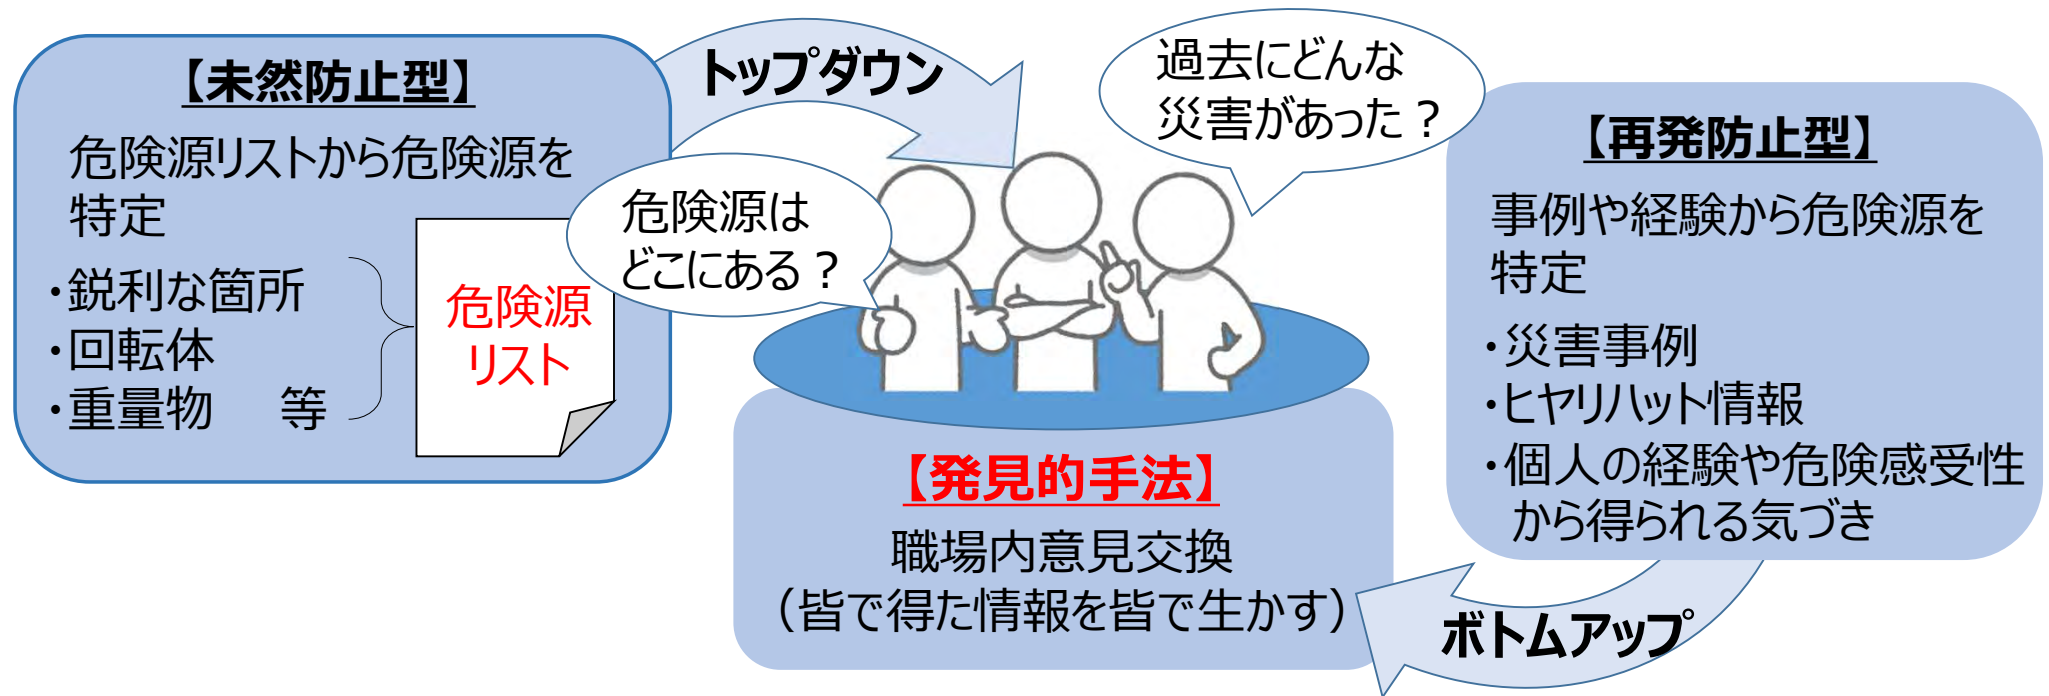 【未然防止型】
危険源リストから危険源を
特定
・鋭利な箇所
・回転体
・重量物　等
危険源
リスト
トップダウン
危険源は
どこにある？
過去にどんな
災害があった？
【発見的手法】
職場内意見交換
（皆で得た情報を皆で生かす）
【再発防止型】
事例や経験から危険源を
特定
・災害事例
・ヒヤリハット情報
・個人の経験や危険感受性
から得られる気づき
ボトムアップ